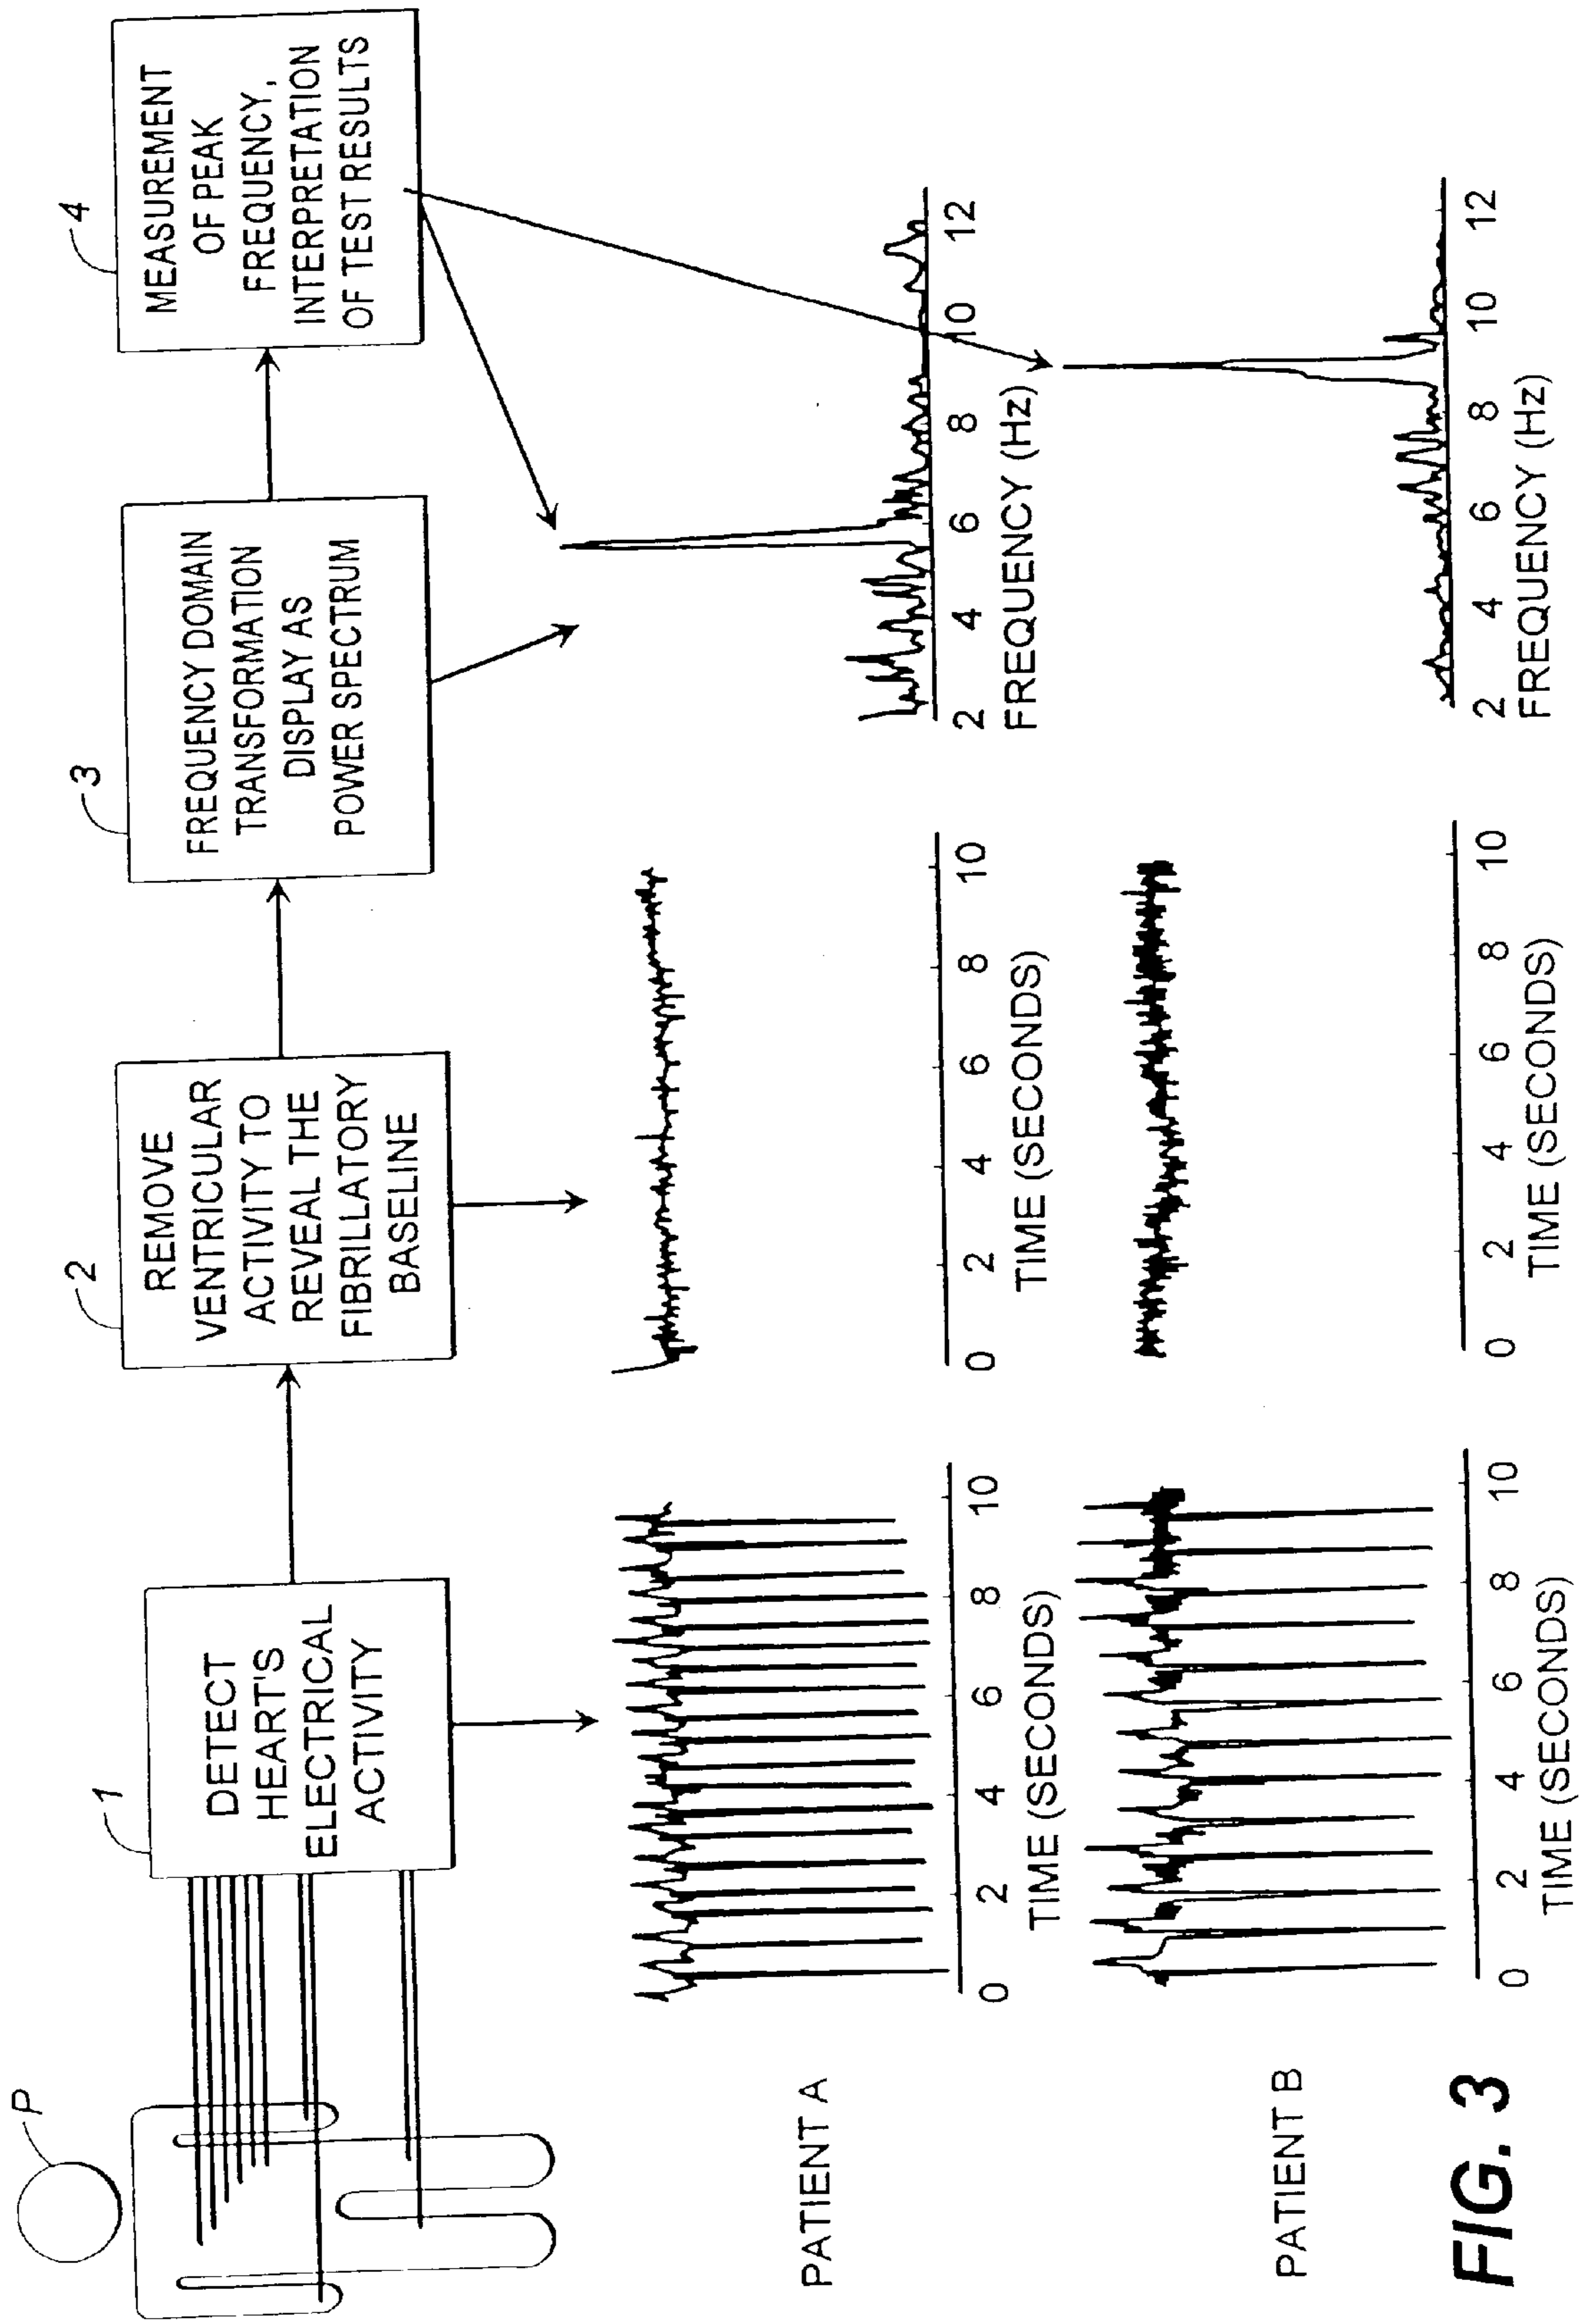 P
1
DETECT
HEART'S
ELECTRICAL
ACTIVITY
2
REMOVE
VENTRICULAR
ACTIVITY TO
REVEAL THE
FIBRILLATORY
BASELINE
3
FREQUENCY DOMAIN
TRANSFORMATION
DISPLAY AS
POWER SPECTRUM
4
MEASUREMENT
OF PEAK
FREQUENCY,
INTERPRETATION
OF TEST RESULTS
PATIENT A
0 2 4 6 8 10
TIME (SECONDS)
0 2 4 6 8 10
TIME (SECONDS)
2 4 6 8 10 12
FREQUENCY (Hz)
PATIENT B
0 2 4 6 8 10
TIME (SECONDS)
0 2 4 6 8 10
TIME (SECONDS)
2 4 6 8 10 12
FREQUENCY (Hz)
FIG. 3